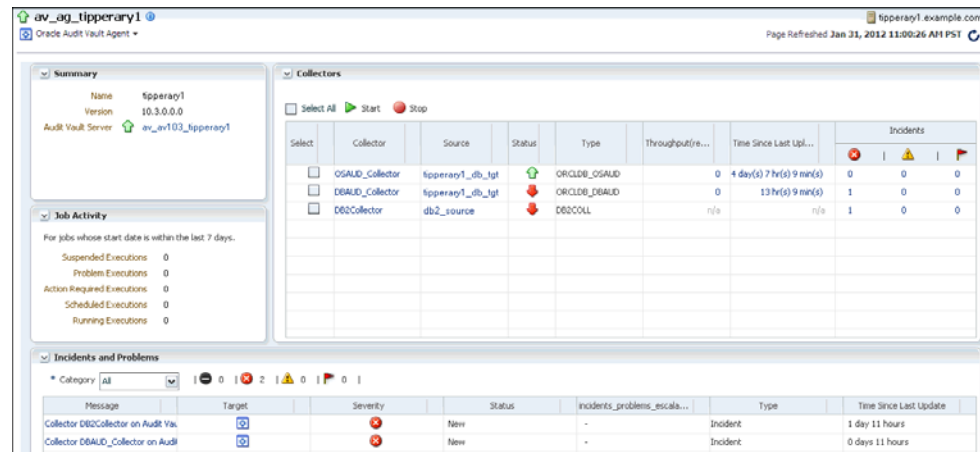 av_ag_tipperary1
tipperary1.example.com
Oracle Audit Vault Agent
Page Refreshed Jan 31, 2012 11:00:26 AM PST
Summary
Name tipperary1
Version 10.3.0.0.0
Audit Vault Server av_av103_tipperary1
Job Activity
For jobs whose start date is within the last 7 days.
Suspended Executions 0
Problem Executions 0
Action Required Executions 0
Scheduled Executions 0
Running Executions 0
Collectors
Select All Start Stop
Select Collector Source Status Type Throughput(re... Time Since Last Upl... Incidents
OSAUD_Collector tipperary1_db_tgt ORCLDB_OSAUD 0 4 day(s) 7 hr(s) 9 min(s) 0 0 0
DBAUD_Collector tipperary1_db_tgt ORCLDB_DBAUD 0 13 hr(s) 9 min(s) 1 0 0
DB2Collector db2_source DB2COLL n/a n/a 1 0 0
Incidents and Problems
* Category All | 0 | 2 | 0 | 0 |
Message Target Severity Status incidents_problems_escala... Type Time Since Last Update
Collector DB2Collector on Audit Vau New - Incident 1 day 11 hours
Collector DBAUD_Collector on Audi New - Incident 0 days 11 hours